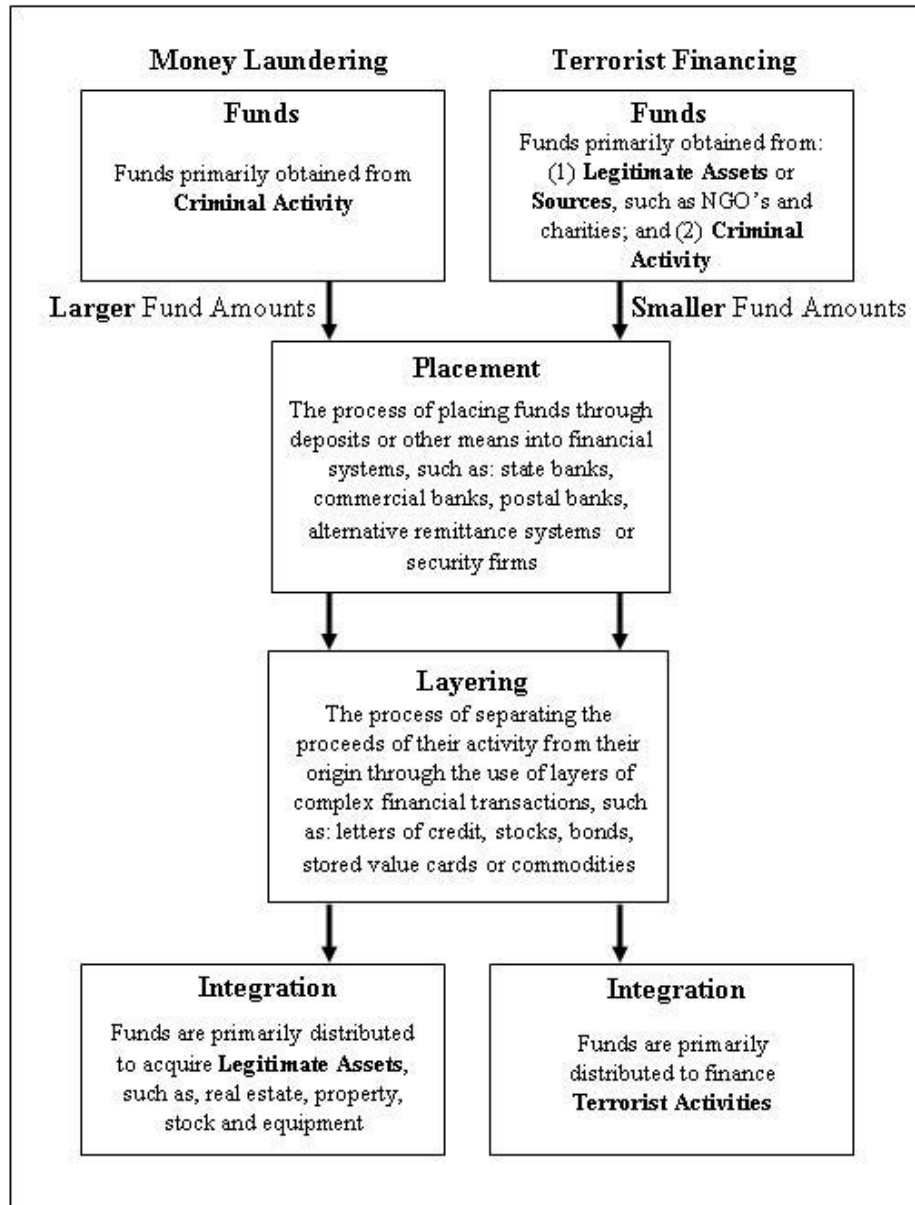 Money Laundering
Terrorist Financing
Funds
Funds primarily obtained from
Criminal Activity
Funds
Funds primarily obtained from:
(1) Legitimate Assets or
Sources, such as NGO's and
charities; and (2) Criminal
Activity
Larger Fund Amounts
Smaller Fund Amounts
Placement
The process of placing funds through
deposits or other means into financial
systems, such as: state banks,
commercial banks, postal banks,
alternative remittance systems or
security firms
Layering
The process of separating the
proceeds of their activity from their
origin through the use of layers of
complex financial transactions, such
as: letters of credit, stocks, bonds,
stored value cards or commodities
Integration
Funds are primarily distributed
to acquire Legitimate Assets,
such as, real estate, property,
stock and equipment
Integration
Funds are primarily
distributed to finance
Terrorist Activities